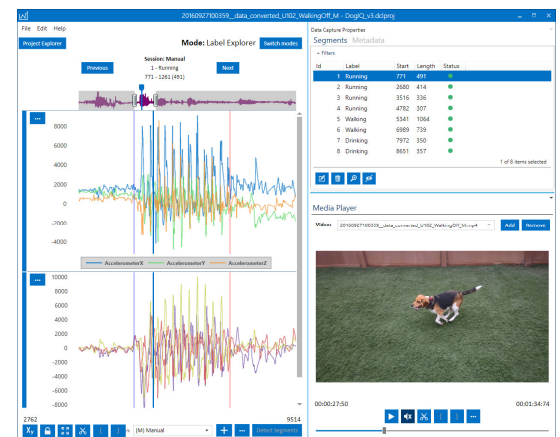 20160927100359__data_converted_U102_WalkingOff_M - DogIQ_v3.dclproj
File Edit Help
Project Explorer
Mode: Label Explorer
Switch modes
Session: Manual
Previous
1 - Running
Next
771 - 1261 (491)
...
8000
6000
4000
2000
0
-2000
-4000
AccelerometerX AccelerometerY AccelerometerZ
...
10000
8000
6000
4000
2000
0
-2000
-4000
-6000
-8000
2762 9514
(M) Manual
...
Detect Segments
Data Capture Properties
Segments Metadata
Filters
Id Label Start Length Status
1 Running 771 491
2 Running 2680 414
3 Running 3516 336
4 Running 4782 307
5 Walking 5341 1064
6 Walking 6989 739
7 Drinking 7972 350
8 Drinking 8651 357
1 of 8 items selected
Media Player
Videos 20160927100359__data_converted_U102_WalkingOff_M.mp4 Add Remove
00:00:27:50 00:01:34:74
...